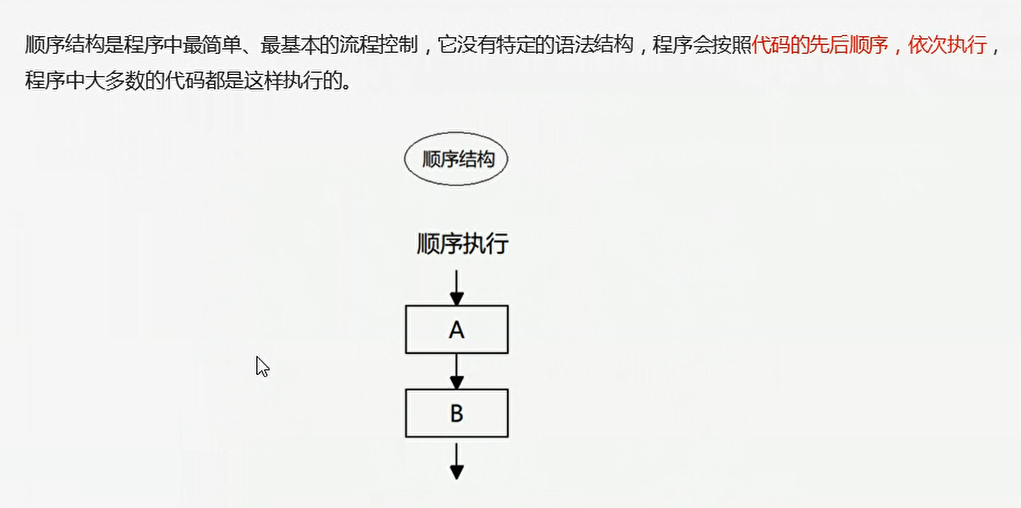 顺序结构是程序中最简单、最基本的流程控制，它没有特定的语法结构，程序会按照代码的先后顺序，依次执行，
程序中大多数的代码都是这样执行的。
顺序结构
顺序执行
A
B